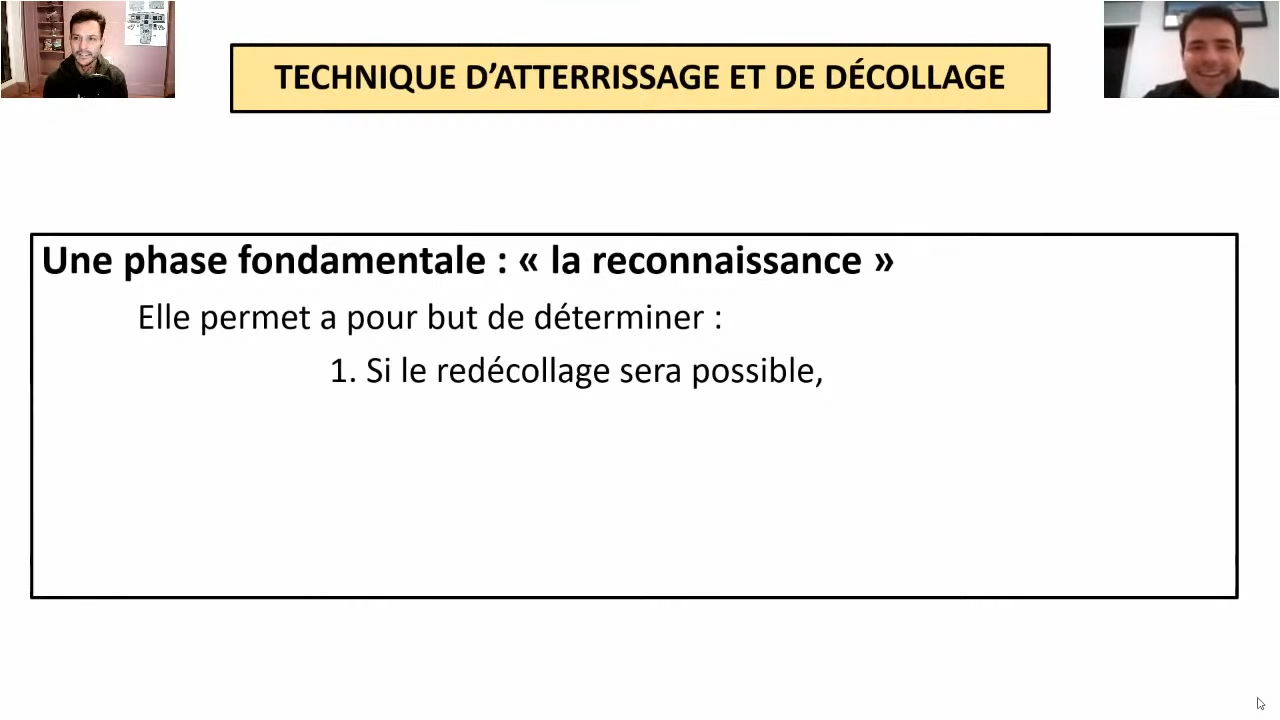 TECHNIQUE D’ATTERRISSAGE ET DE DÉCOLLAGE
Une phase fondamentale : « la reconnaissance »
Elle permet a pour but de déterminer :
1. Si le redécollage sera possible,